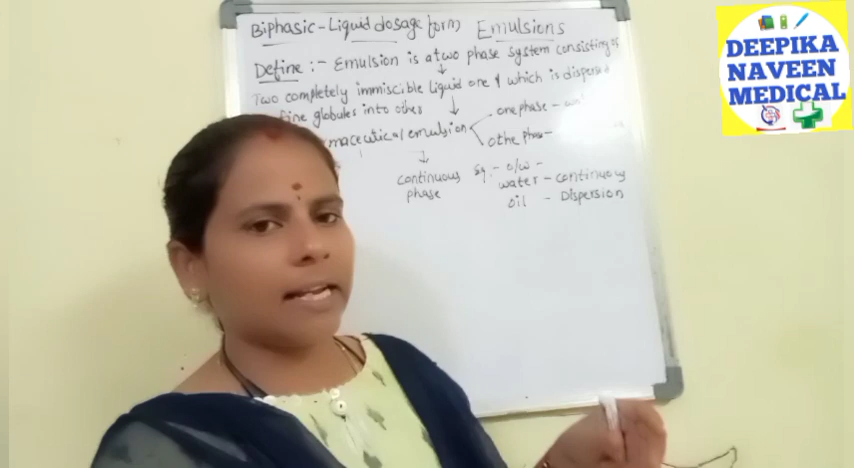 Biphasic - Liquid dosage form Emulsions
Define :- Emulsion is a two phase system consisting of
Two completely immiscible liquid one of which is dispersed
fine globules into other
maceutical emulsion
one phase -
othe phase -
continuous
phase
Eg:- o/w -
water - continuous
oil - Dispersion
DEEPIKA
NAVEEN
MEDICAL